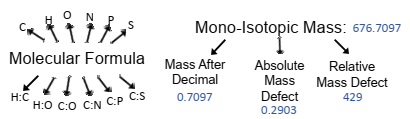 C H O N P S
Molecular Formula
H:C H:O C:O C:N C:P C:S
Mono-Isotopic Mass: 676.7097
Mass After
Decimal
0.7097
Absolute
Mass
Defect
0.2903
Relative
Mass Defect
429